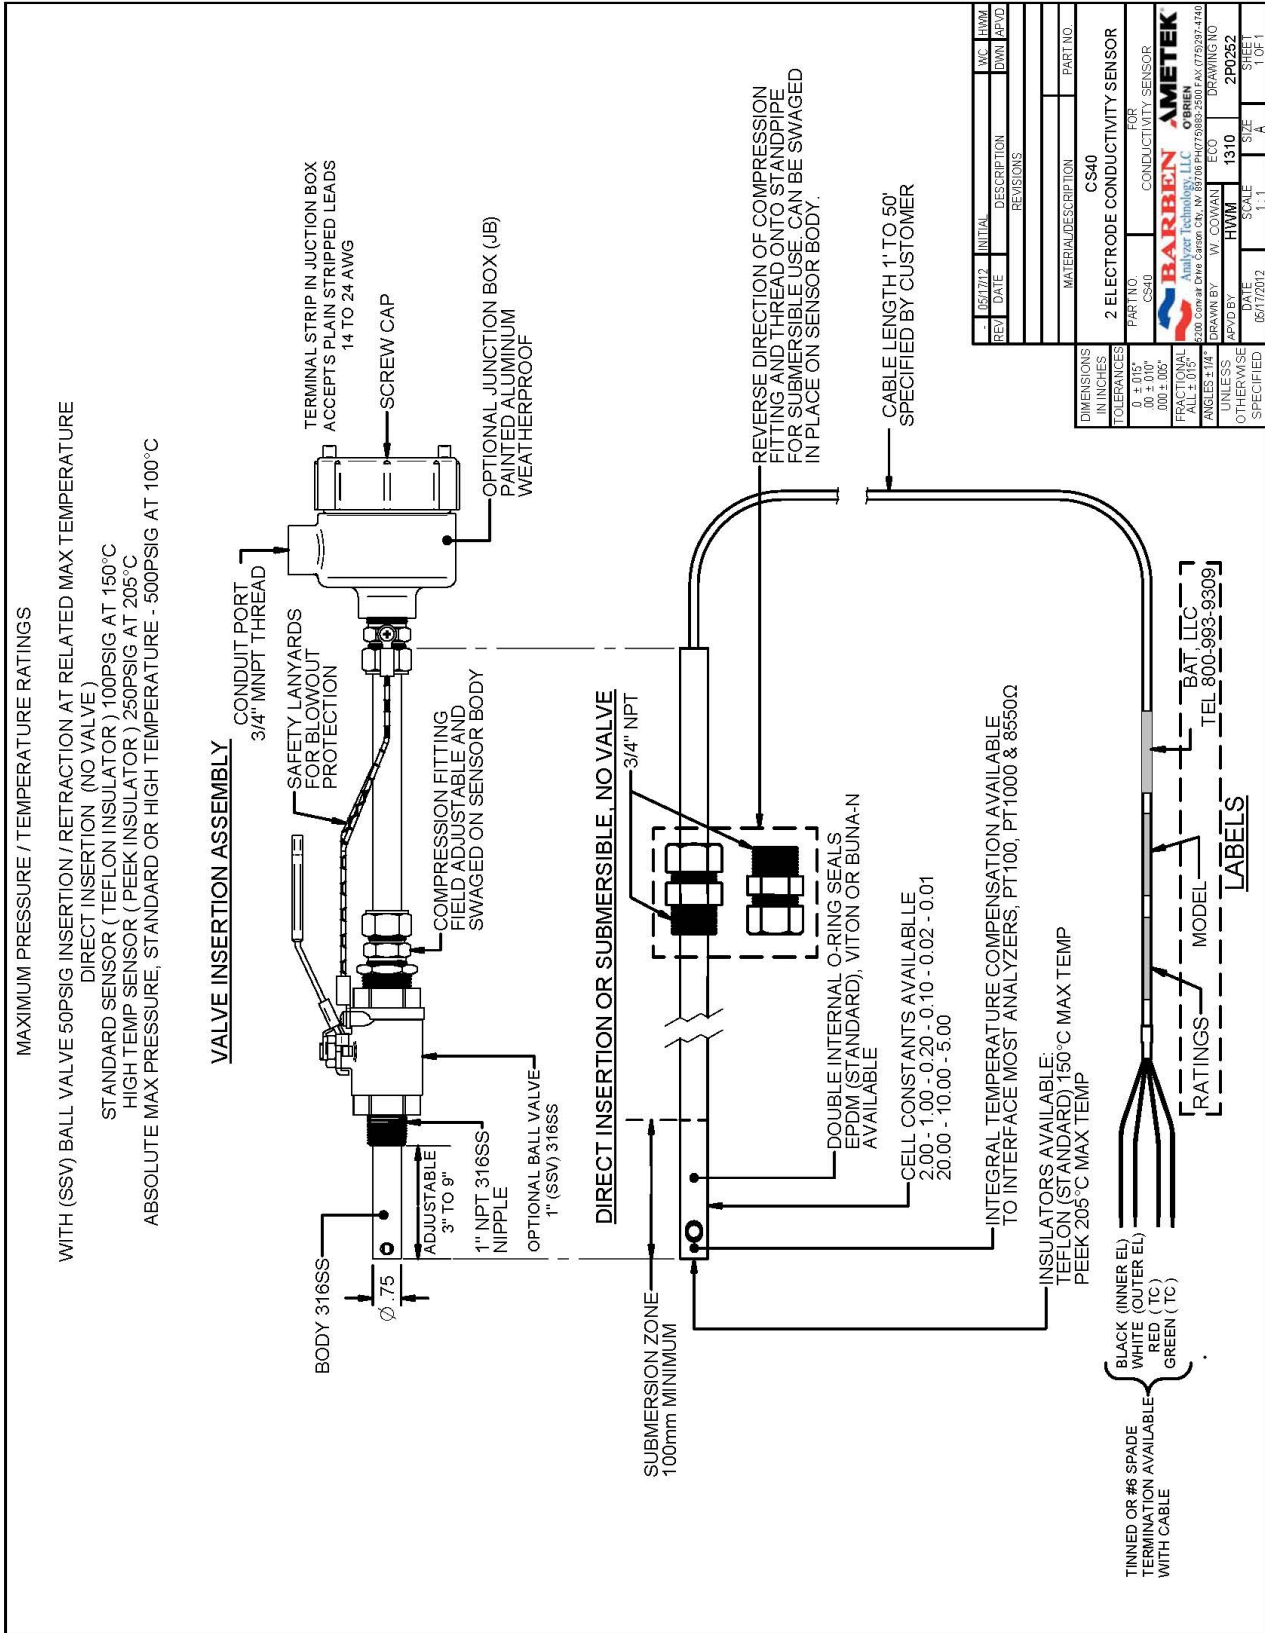 MAXIMUM PRESSURE / TEMPERATURE RATINGS
WITH (SSV) BALL VALVE 50PSIG INSERTION / RETRACTION AT RELATED MAX TEMPERATURE
DIRECT INSERTION (NO VALVE )
STANDARD SENSOR ( TEFLON INSULATOR ) 100PSIG AT 150°C
HIGH TEMP SENSOR ( PEEK INSULATOR ) 250PSIG AT 205°C
ABSOLUTE MAX PRESSURE, STANDARD OR HIGH TEMPERATURE - 500PSIG AT 100°C
VALVE INSERTION ASSEMBLY
BODY 316SS
Ø .75
ADJUSTABLE
3" TO 9"
1" NPT 316SS
NIPPLE
OPTIONAL BALL VALVE
1" (SSV) 316SS
COMPRESSION FITTING
FIELD ADJUSTABLE AND
SWAGED ON SENSOR BODY
SAFETY LANYARDS
FOR BLOWOUT
PROTECTION
CONDUIT PORT
3/4" MNPT THREAD
TERMINAL STRIP IN JUCTION BOX
ACCEPTS PLAIN STRIPPED LEADS
14 TO 24 AWG
SCREW CAP
OPTIONAL JUNCTION BOX (JB)
PAINTED ALUMINUM
WEATHERPROOF
DIRECT INSERTION OR SUBMERSIBLE, NO VALVE
3/4" NPT
SUBMERSION ZONE
100mm MINIMUM
REVERSE DIRECTION OF COMPRESSION
FITTING AND THREAD ONTO STANDPIPE
FOR SUBMERSIBLE USE. CAN BE SWAGED
IN PLACE ON SENSOR BODY.
DOUBLE INTERNAL O-RING SEALS
EPDM (STANDARD), VITON OR BUNA-N
AVAILABLE
CELL CONSTANTS AVAILABLLE
2.00 - 1.00 - 0.20 - 0.10 - 0.02 - 0.01
20.00 - 10.00 - 5.00
INTEGRAL TEMPERATURE COMPENSATION AVAILABLE
TO INTERFACE MOST ANALYZERS, PT100, PT1000 & 8550Ω
INSULATORS AVAILABLE:
TEFLON (STANDARD) 150°C MAX TEMP
PEEK 205°C MAX TEMP
CABLE LENGTH 1' TO 50'
SPECIFIED BY CUSTOMER
TINNED OR #6 SPADE
TERMINATION AVAILABLE
WITH CABLE
BLACK (INNER EL)
WHITE (OUTER EL)
RED ( TC )
GREEN ( TC )
.
RATINGS
MODEL
BAT, LLC
TEL 800-993-9309
LABELS
- 05/17/12 INITIAL WC HWM
REV DATE DESCRIPTION DWN APVD
REVISIONS
MATERIAL/DESCRIPTION PART NO.
DIMENSIONS
IN INCHES
TOLERANCES
.0 ± .015"
.00 ± .010"
.000 ± .005"
FRACTIONAL
ALL ± .015"
ANGLES ±1/4°
UNLESS
OTHERWISE
SPECIFIED
CS40
2 ELECTRODE CONDUCTIVITY SENSOR
PART NO. FOR
CS40 CONDUCTIVITY SENSOR
BARBEN AMETEK
Analyzer Technology, LLC O'BRIEN
5200 Convair Drive Carson City, NV 89706 PH(775)883-2500 FAX (775)297-4740
DRAWN BY W. COWAN ECO DRAWING NO
APVD BY HWM 1310 2P0252
DATE SCALE SIZE SHEET
05/17/2012 1 : 1 A 1 OF 1